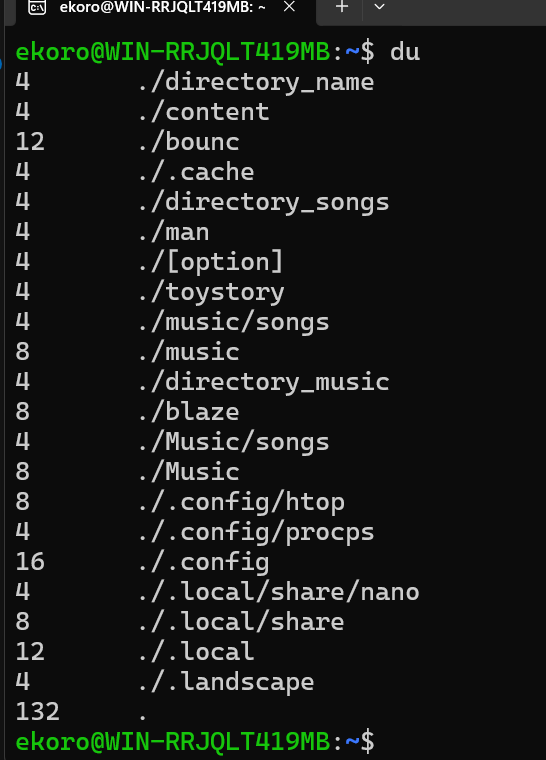 ekoro@WIN-RRJQLT419MB: ~
ekoro@WIN-RRJQLT419MB:~$ du
4       ./directory_name
4       ./content
12      ./bounc
4       ./.cache
4       ./directory_songs
4       ./man
4       ./[option]
4       ./toystory
4       ./music/songs
8       ./music
4       ./directory_music
8       ./blaze
4       ./Music/songs
8       ./Music
8       ./.config/htop
4       ./.config/procps
16      ./.config
4       ./.local/share/nano
8       ./.local/share
12      ./.local
4       ./.landscape
132     .
ekoro@WIN-RRJQLT419MB:~$